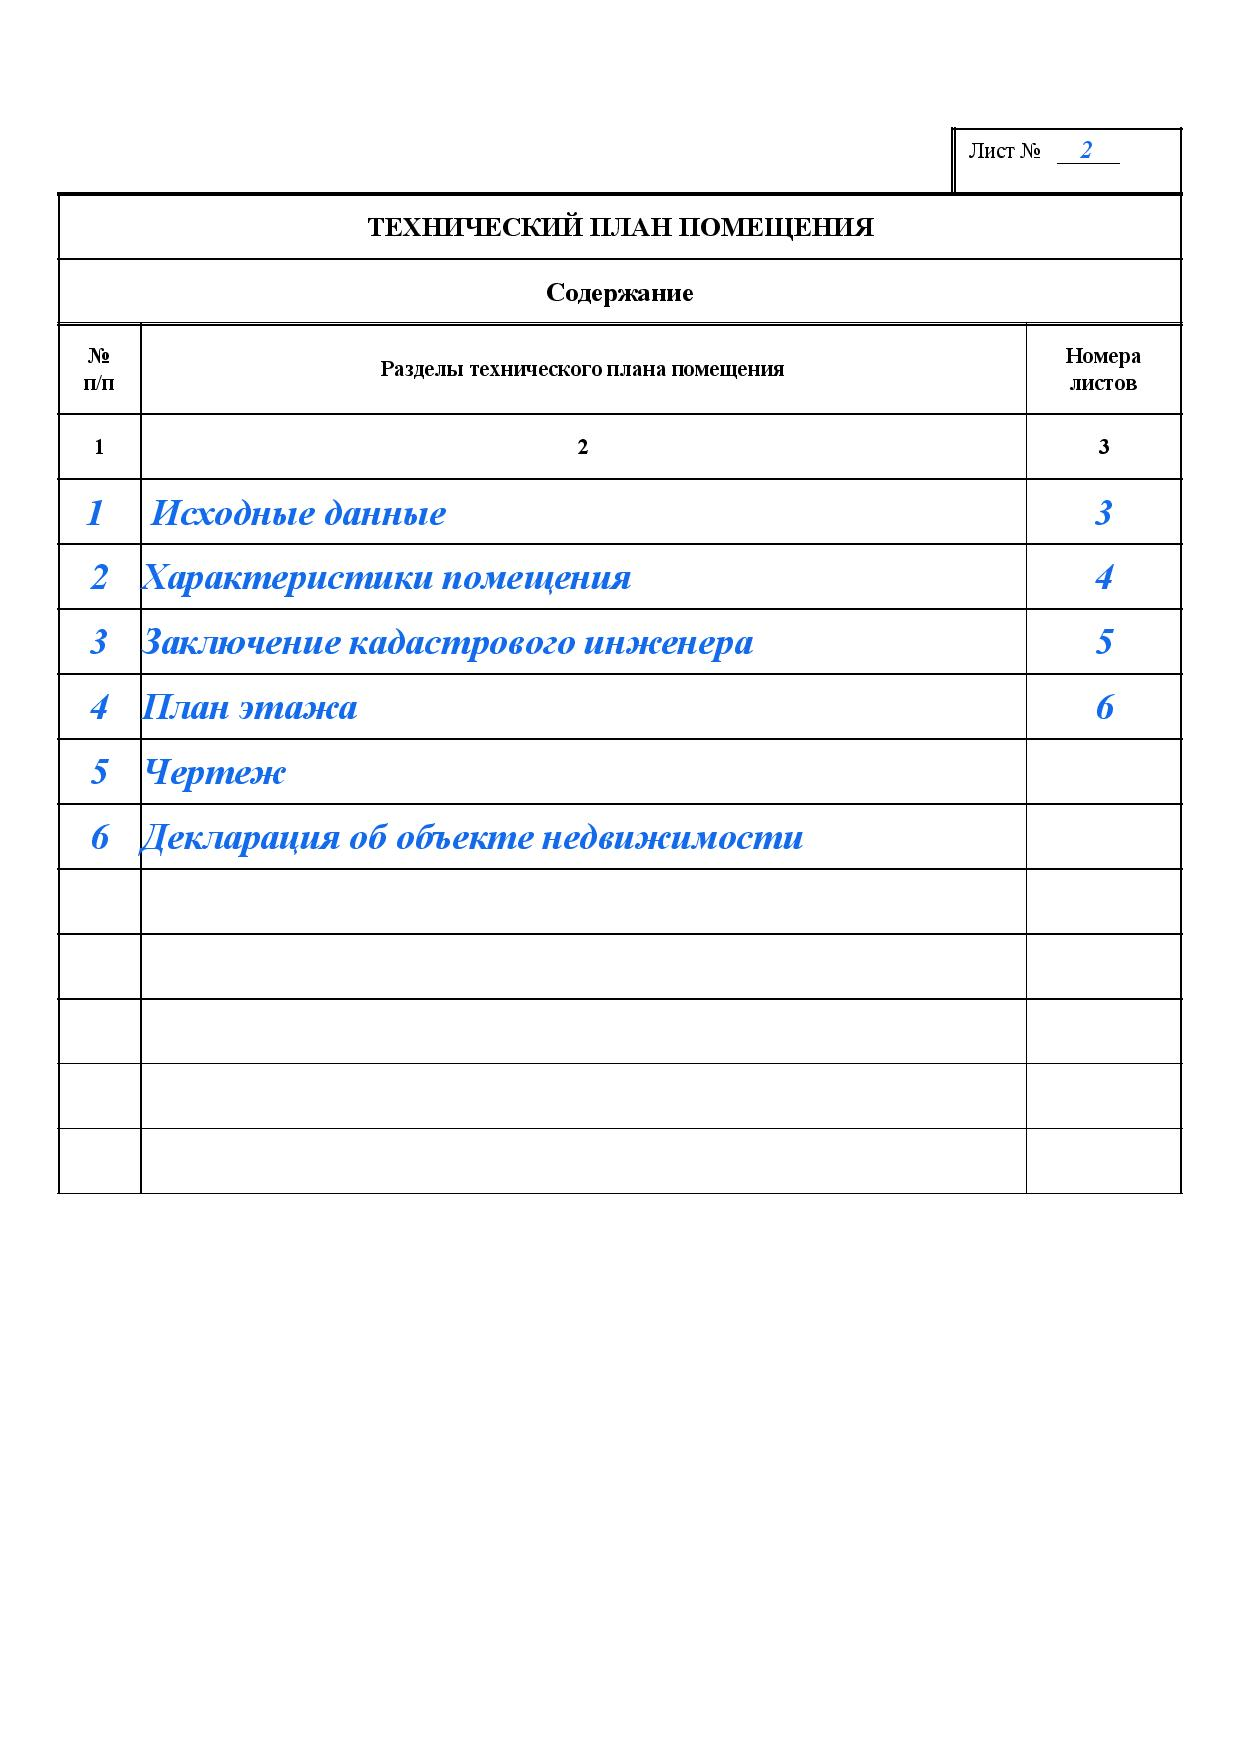 Лист № 2
ТЕХНИЧЕСКИЙ ПЛАН ПОМЕЩЕНИЯ
Содержание
№ п/п Разделы технического плана помещения Номера листов
1 2 3
1 Исходные данные 3
2 Характеристики помещения 4
3 Заключение кадастрового инженера 5
4 План этажа 6
5 Чертеж
6 Декларация об объекте недвижимости